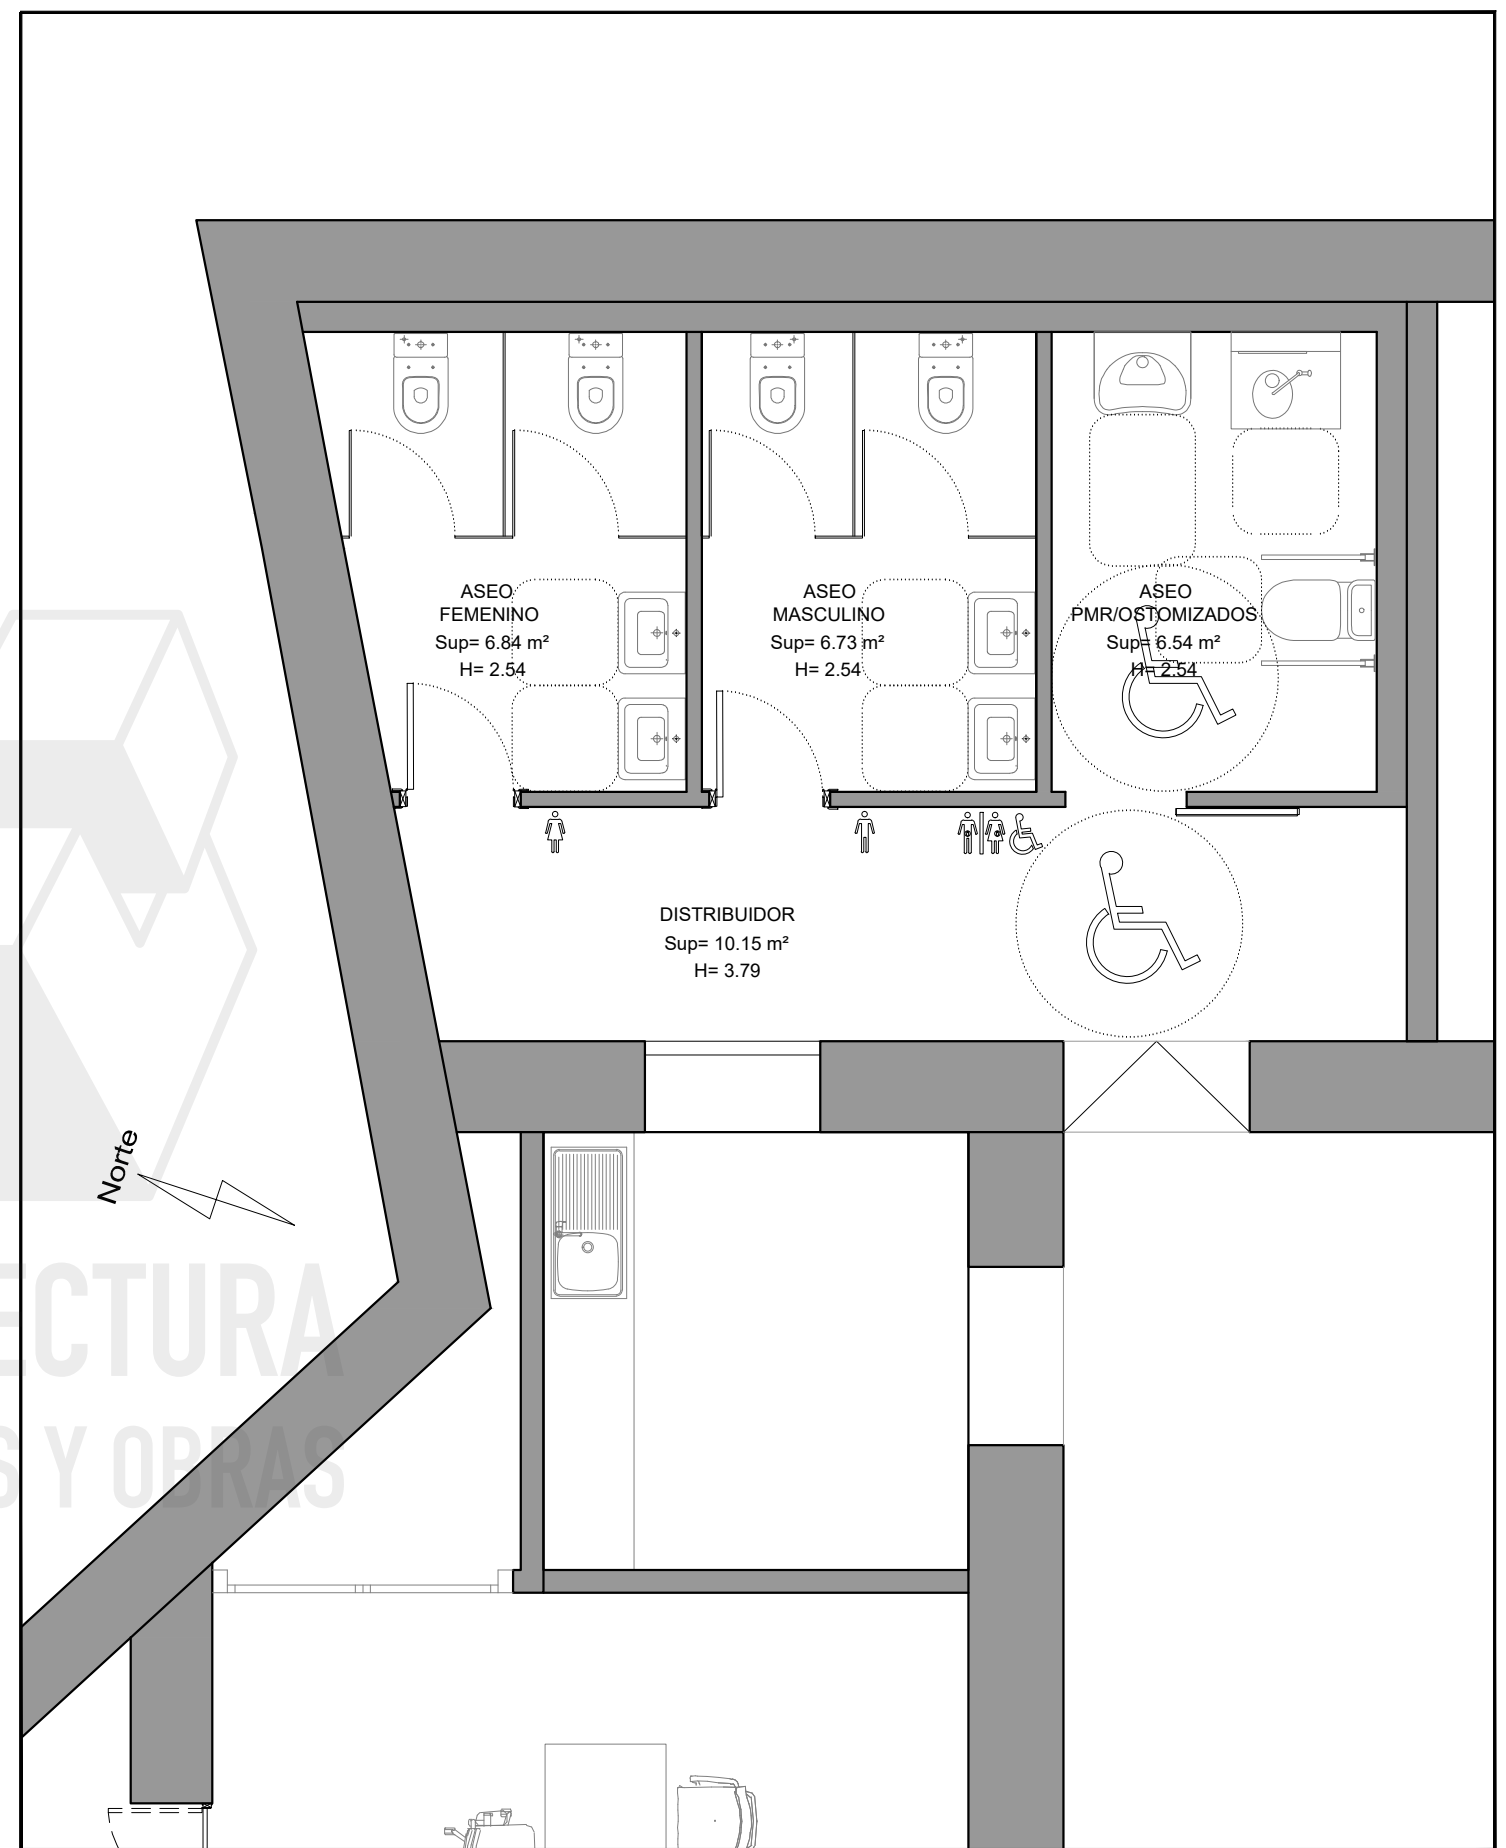 ASEO
FEMENINO
Sup= 6.84 m²
H= 2.54
ASEO
MASCULINO
Sup= 6.73 m²
H= 2.54
ASEO
PMR/OSTOMIZADOS
Sup= 6.54 m²
H= 2.54
DISTRIBUIDOR
Sup= 10.15 m²
H= 3.79
Norte
ECTURA
S Y OBRAS